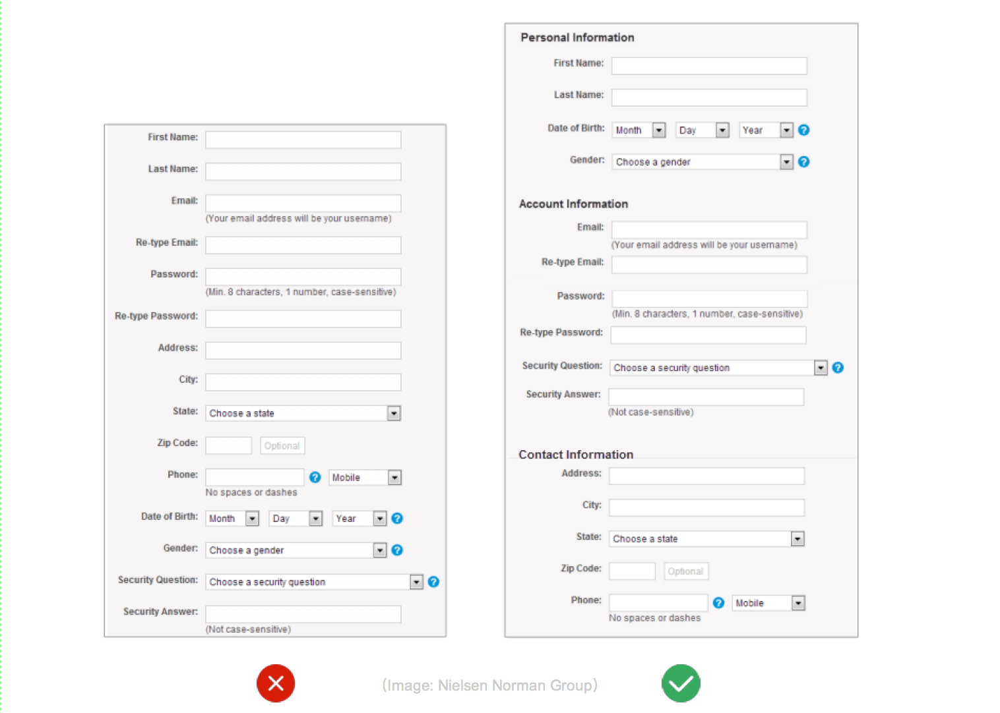 First Name:
Last Name:
Email:
(Your email address will be your username)
Re-type Email:
Password:
(Min. 8 characters, 1 number, case-sensitive)
Re-type Password:
Address:
City:
State: Choose a state
Zip Code: Optional
Phone: ? Mobile
No spaces or dashes
Date of Birth: Month Day Year ?
Gender: Choose a gender ?
Security Question: Choose a security question ?
Security Answer:
(Not case-sensitive)
Personal Information
First Name:
Last Name:
Date of Birth: Month Day Year ?
Gender: Choose a gender ?
Account Information
Email:
(Your email address will be your username)
Re-type Email:
Password:
(Min. 8 characters, 1 number, case-sensitive)
Re-type Password:
Security Question: Choose a security question ?
Security Answer:
(Not case-sensitive)
Contact Information
Address:
City:
State: Choose a state
Zip Code: Optional
Phone: ? Mobile
No spaces or dashes
(Image: Nielsen Norman Group)